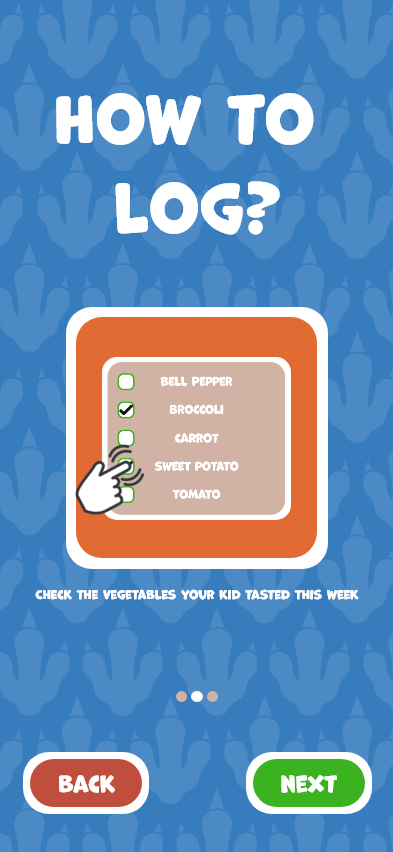 HOW TO
LOG?
BELL PEPPER
BROCCOLI
CARROT
SWEET POTATO
TOMATO
CHECK THE VEGETABLES YOUR KID TASTED THIS WEEK
BACK
NEXT